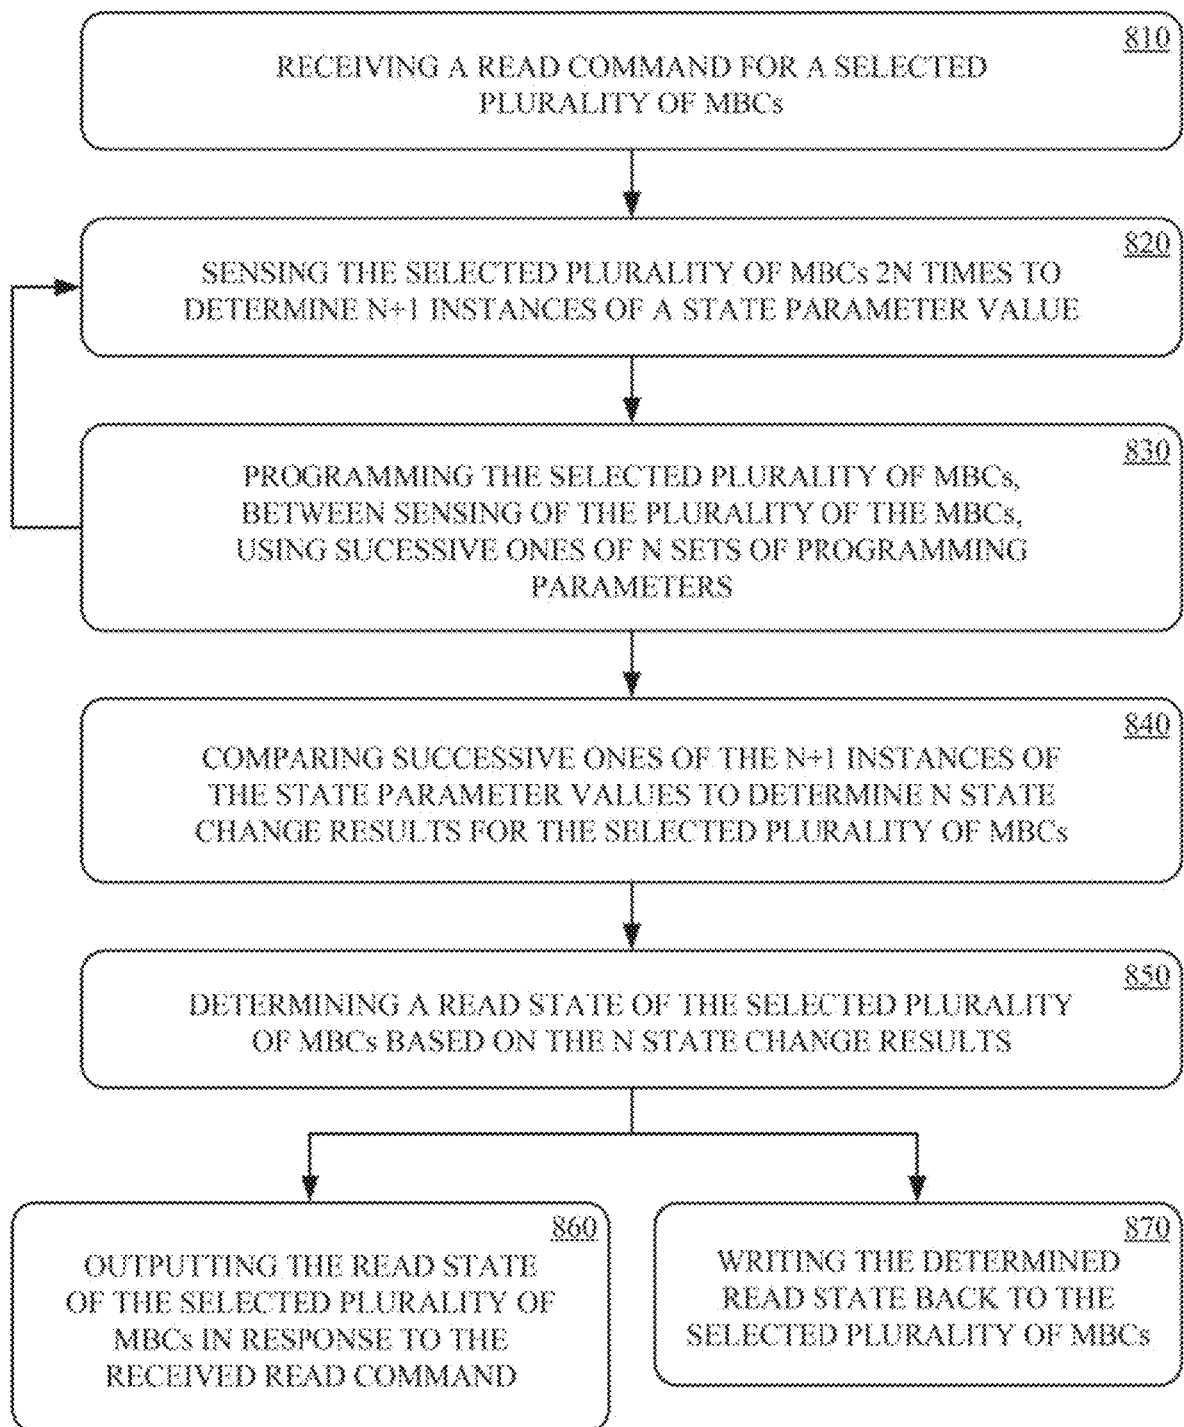 810
RECEIVING A READ COMMAND FOR A SELECTED
PLURALITY OF MBCs
820
SENSING THE SELECTED PLURALITY OF MBCs 2N TIMES TO
DETERMINE N+1 INSTANCES OF A STATE PARAMETER VALUE
830
PROGRAMMING THE SELECTED PLURALITY OF MBCs,
BETWEEN SENSING OF THE PLURALITY OF THE MBCs,
USING SUCESSIVE ONES OF N SETS OF PROGRAMMING
PARAMETERS
840
COMPARING SUCCESSIVE ONES OF THE N+1 INSTANCES OF
THE STATE PARAMETER VALUES TO DETERMINE N STATE
CHANGE RESULTS FOR THE SELECTED PLURALITY OF MBCs
850
DETERMINING A READ STATE OF THE SELECTED PLURALITY
OF MBCs BASED ON THE N STATE CHANGE RESULTS
860
OUTPUTTING THE READ STATE
OF THE SELECTED PLURALITY OF
MBCs IN RESPONSE TO THE
RECEIVED READ COMMAND
870
WRITING THE DETERMINED
READ STATE BACK TO THE
SELECTED PLURALITY OF MBCs